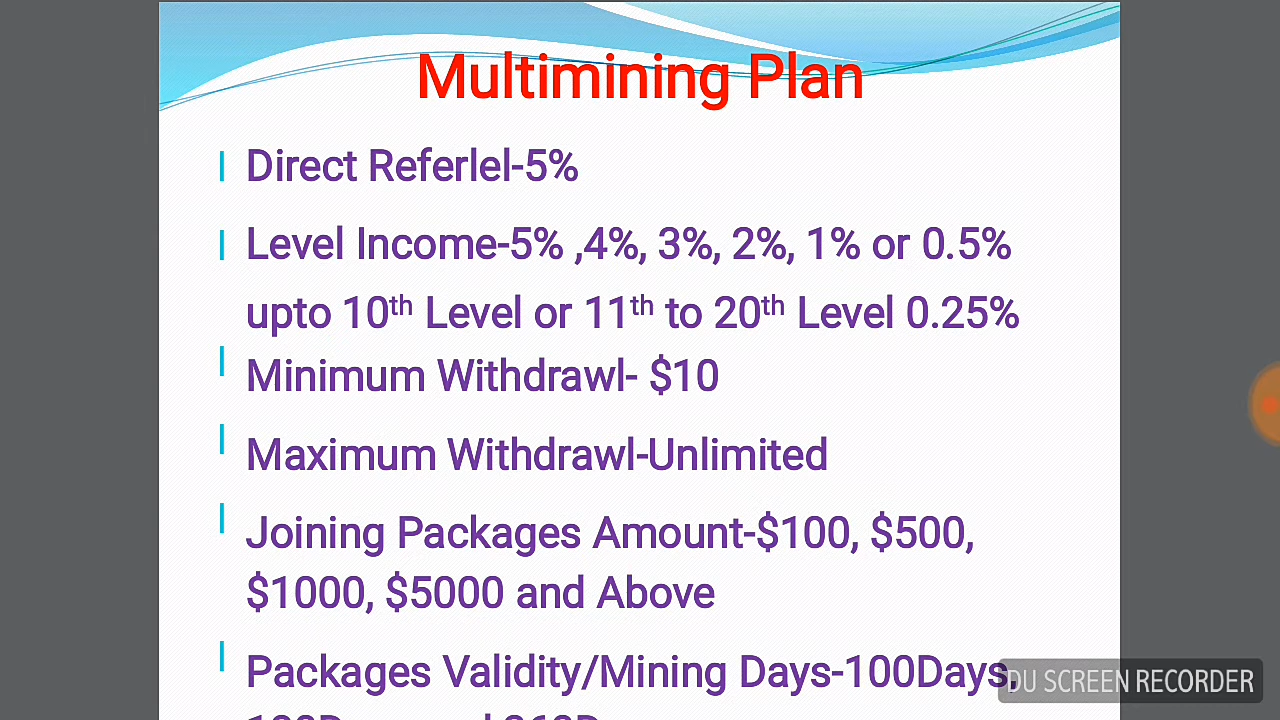 Multimining Plan
Direct Referlel-5%
Level Income-5% ,4%, 3%, 2%, 1% or 0.5%
upto 10th Level or 11th to 20th Level 0.25%
Minimum Withdrawl- $10
Maximum Withdrawl-Unlimited
Joining Packages Amount-$100, $500,
$1000, $5000 and Above
Packages Validity/Mining Days-100Days,
DU SCREEN RECORDER